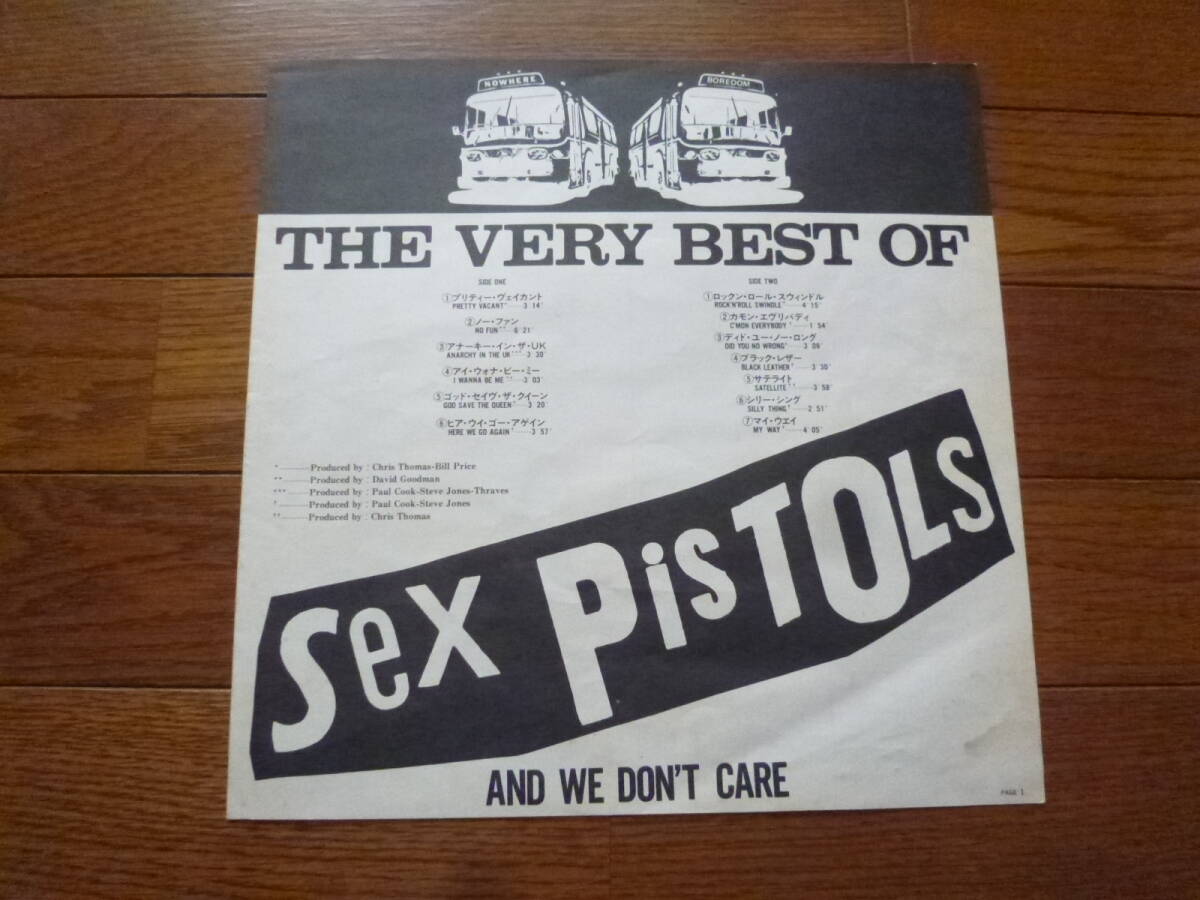 NOWHERE
BOREDOM
THE VERY BEST OF
SIDE ONE
①プリティー・ヴェイカント
PRETTY VACANT*……3′14″
②ノー・ファン
NO FUN**……6′21″
③アナーキー・イン・ザ・UK
ANARCHY IN THE UK***……3′30″
④アイ・ウォナ・ビー・ミー
I WANNA BE ME**……3′03″
⑤ゴッド・セイヴ・ザ・クイーン
GOD SAVE THE QUEEN*……3′20″
⑥ヒア・ウイ・ゴー・アゲイン
HERE WE GO AGAIN*……3′57″
SIDE TWO
①ロックン・ロール・スウィンドル
ROCK'N'ROLL SWINDLE*……4′15″
②カモン・エヴリバディ
C'MON EVERYBODY*……1′54″
③ディド・ユー・ノー・ロング
DID YOU NO WRONG*……3′09″
④ブラック・レザー
BLACK LEATHER*……3′30″
⑤サテライト
SATELLITE**……3′58″
⑥シリー・シング
SILLY THING*……2′51″
⑦マイ・ウエイ
MY WAY*……4′05″
*………Produced by : Chris Thomas-Bill Price
**………Produced by : David Goodman
***………Produced by : Paul Cook-Steve Jones-Thraves
*………Produced by : Paul Cook-Steve Jones
**………Produced by : Chris Thomas
Sex PisTOLs
AND WE DON'T CARE
PAGE 1